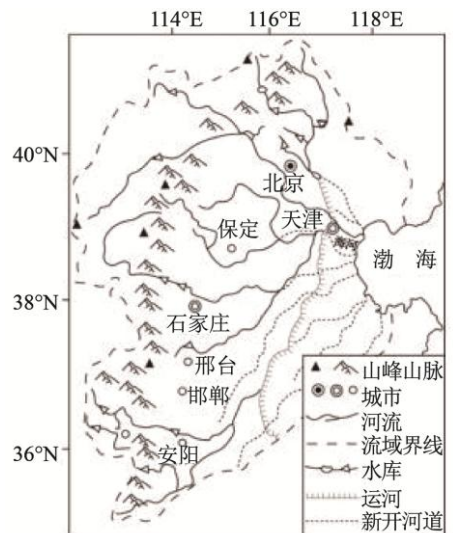 114°E 116°E 118°E
40°N
北京
天津
海河
保定
渤 海
38°N
石家庄
邢台
邯郸
36°N
安阳
山峰山脉
城市
河流
流域界线
水库
运河
新开河道